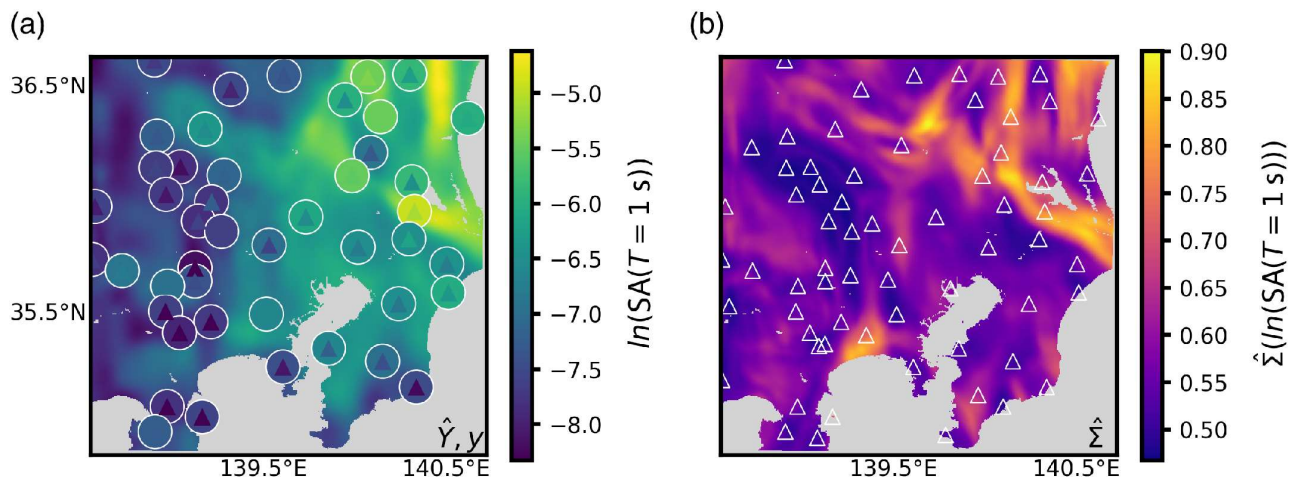 (a)
36.5°N
35.5°N
139.5°E
140.5°E
Ŷ, y
−5.0
−5.5
−6.0
−6.5
−7.0
−7.5
−8.0
ln(SA(T = 1 s))
(b)
139.5°E
140.5°E
Σ̂
0.90
0.85
0.80
0.75
0.70
0.65
0.60
0.55
0.50
Σ̂(ln(SA(T = 1 s)))